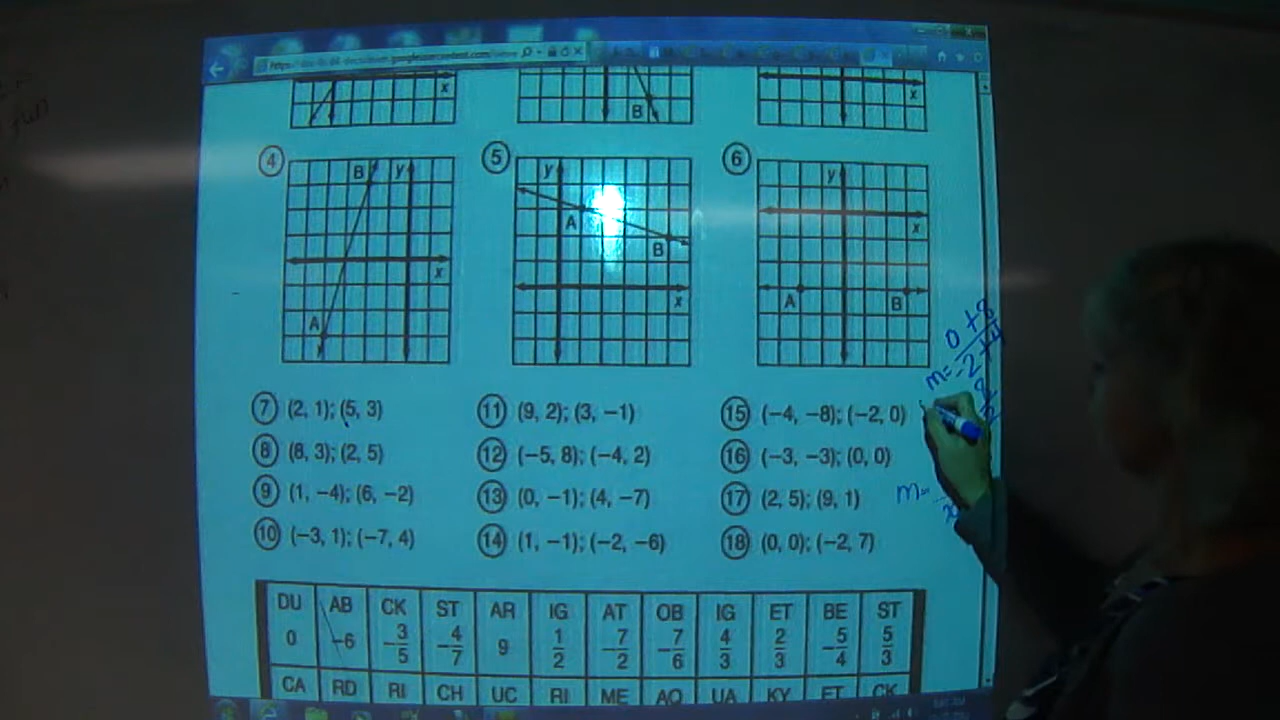 x
B
x
4
B
y
A
x
5
y
A
B
x
6
y
x
A
B
m = 0 + 8 / -2 + 4
8
7 (2, 1); (5, 3)
11 (9, 2); (3, −1)
15 (−4, −8); (−2, 0)
8 (8, 3); (2, 5)
12 (−5, 8); (−4, 2)
16 (−3, −3); (0, 0)
9 (1, −4); (6, −2)
13 (0, −1); (4, −7)
17 (2, 5); (9, 1)
m=
10 (−3, 1); (−7, 4)
14 (1, −1); (−2, −6)
18 (0, 0); (−2, 7)
DU AB CK ST AR IG AT OB IG ET BE ST
0 −6 −3/5 −4/7 9 1/2 −7/2 −7/6 4/3 2/3 −5/4 5/3
CA RD RI CH UC RI ME AO UA KY ET CK